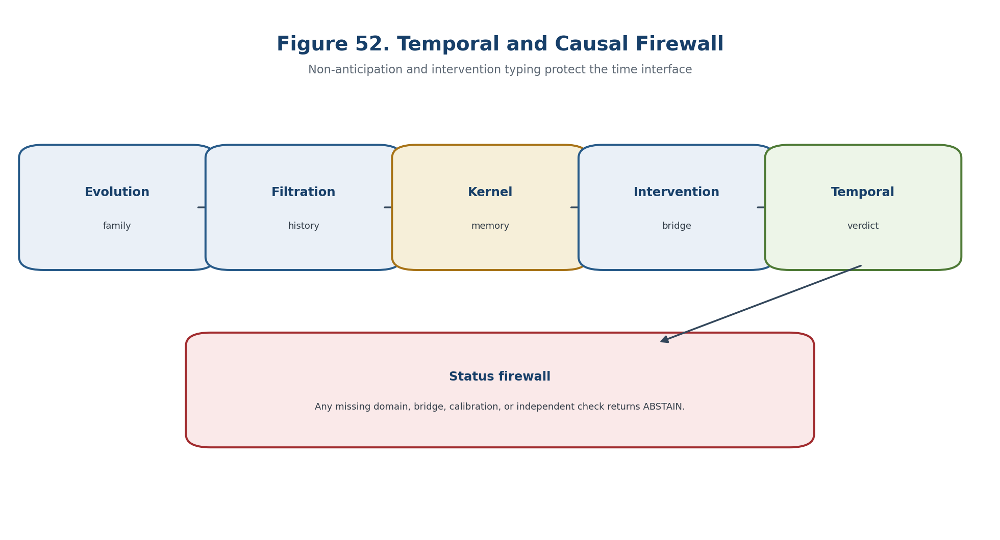 Figure 52. Temporal and Causal Firewall
Non-anticipation and intervention typing protect the time interface
Evolution
family
Filtration
history
Kernel
memory
Intervention
bridge
Temporal
verdict
Status firewall
Any missing domain, bridge, calibration, or independent check returns ABSTAIN.